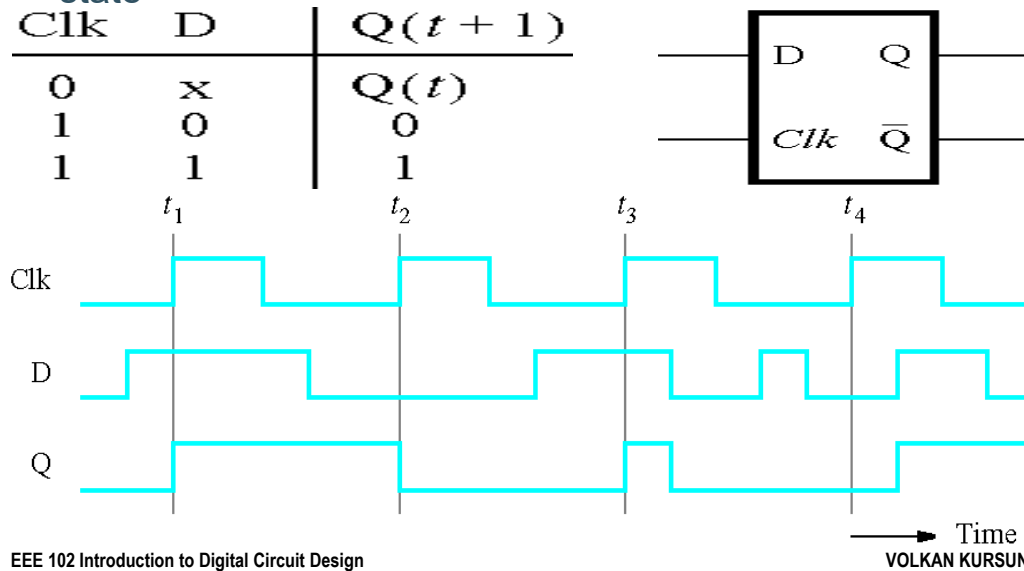 state
Clk D Q(t + 1)
0 x Q(t)
1 0 0
1 1 1
D Q
Clk Q̅
t₁ t₂ t₃ t₄
Clk
D
Q
Time
EEE 102 Introduction to Digital Circuit Design
VOLKAN KURSUN